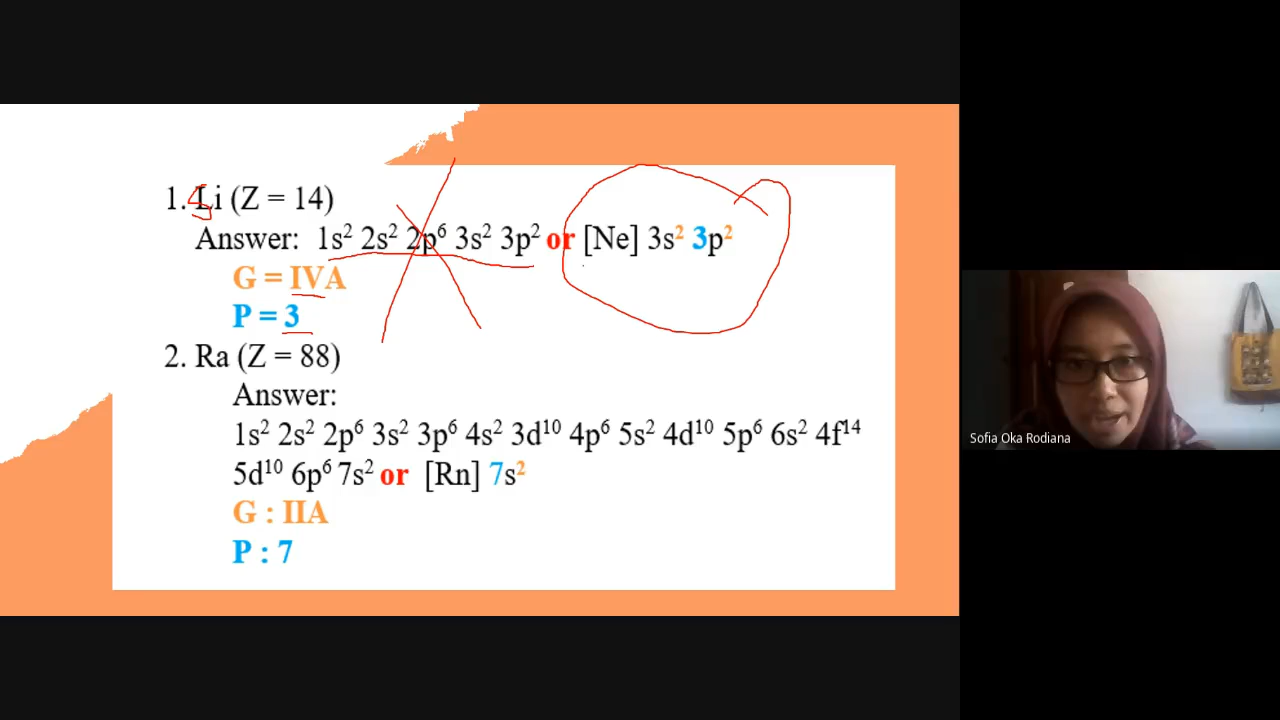 1. Li (Z = 14)
S
Answer: 1s² 2s² 2p⁶ 3s² 3p² or [Ne] 3s² 3p²
G = IVA
P = 3
2. Ra (Z = 88)
Answer:
1s² 2s² 2p⁶ 3s² 3p⁶ 4s² 3d¹⁰ 4p⁶ 5s² 4d¹⁰ 5p⁶ 6s² 4f¹⁴
5d¹⁰ 6p⁶ 7s² or [Rn] 7s²
G : IIA
P : 7
Sofia Oka Rodiana